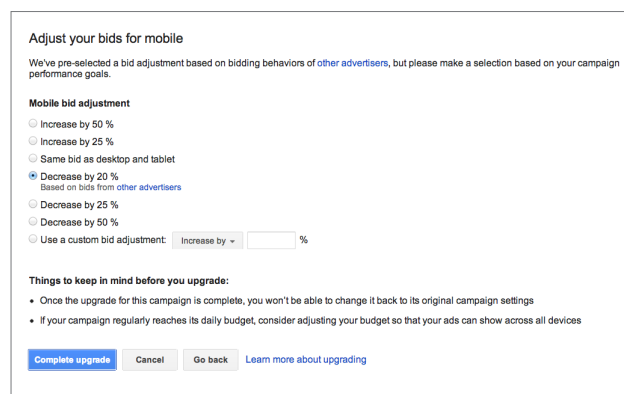 Adjust your bids for mobile
We've pre-selected a bid adjustment based on bidding behaviors of other advertisers, but please make a selection based on your campaign
performance goals.
Mobile bid adjustment
Increase by 50 %
Increase by 25 %
Same bid as desktop and tablet
Decrease by 20 %
Based on bids from other advertisers
Decrease by 25 %
Decrease by 50 %
Use a custom bid adjustment: Increase by %
Things to keep in mind before you upgrade:
• Once the upgrade for this campaign is complete, you won't be able to change it back to its original campaign settings
• If your campaign regularly reaches its daily budget, consider adjusting your budget so that your ads can show across all devices
Complete upgrade Cancel Go back Learn more about upgrading